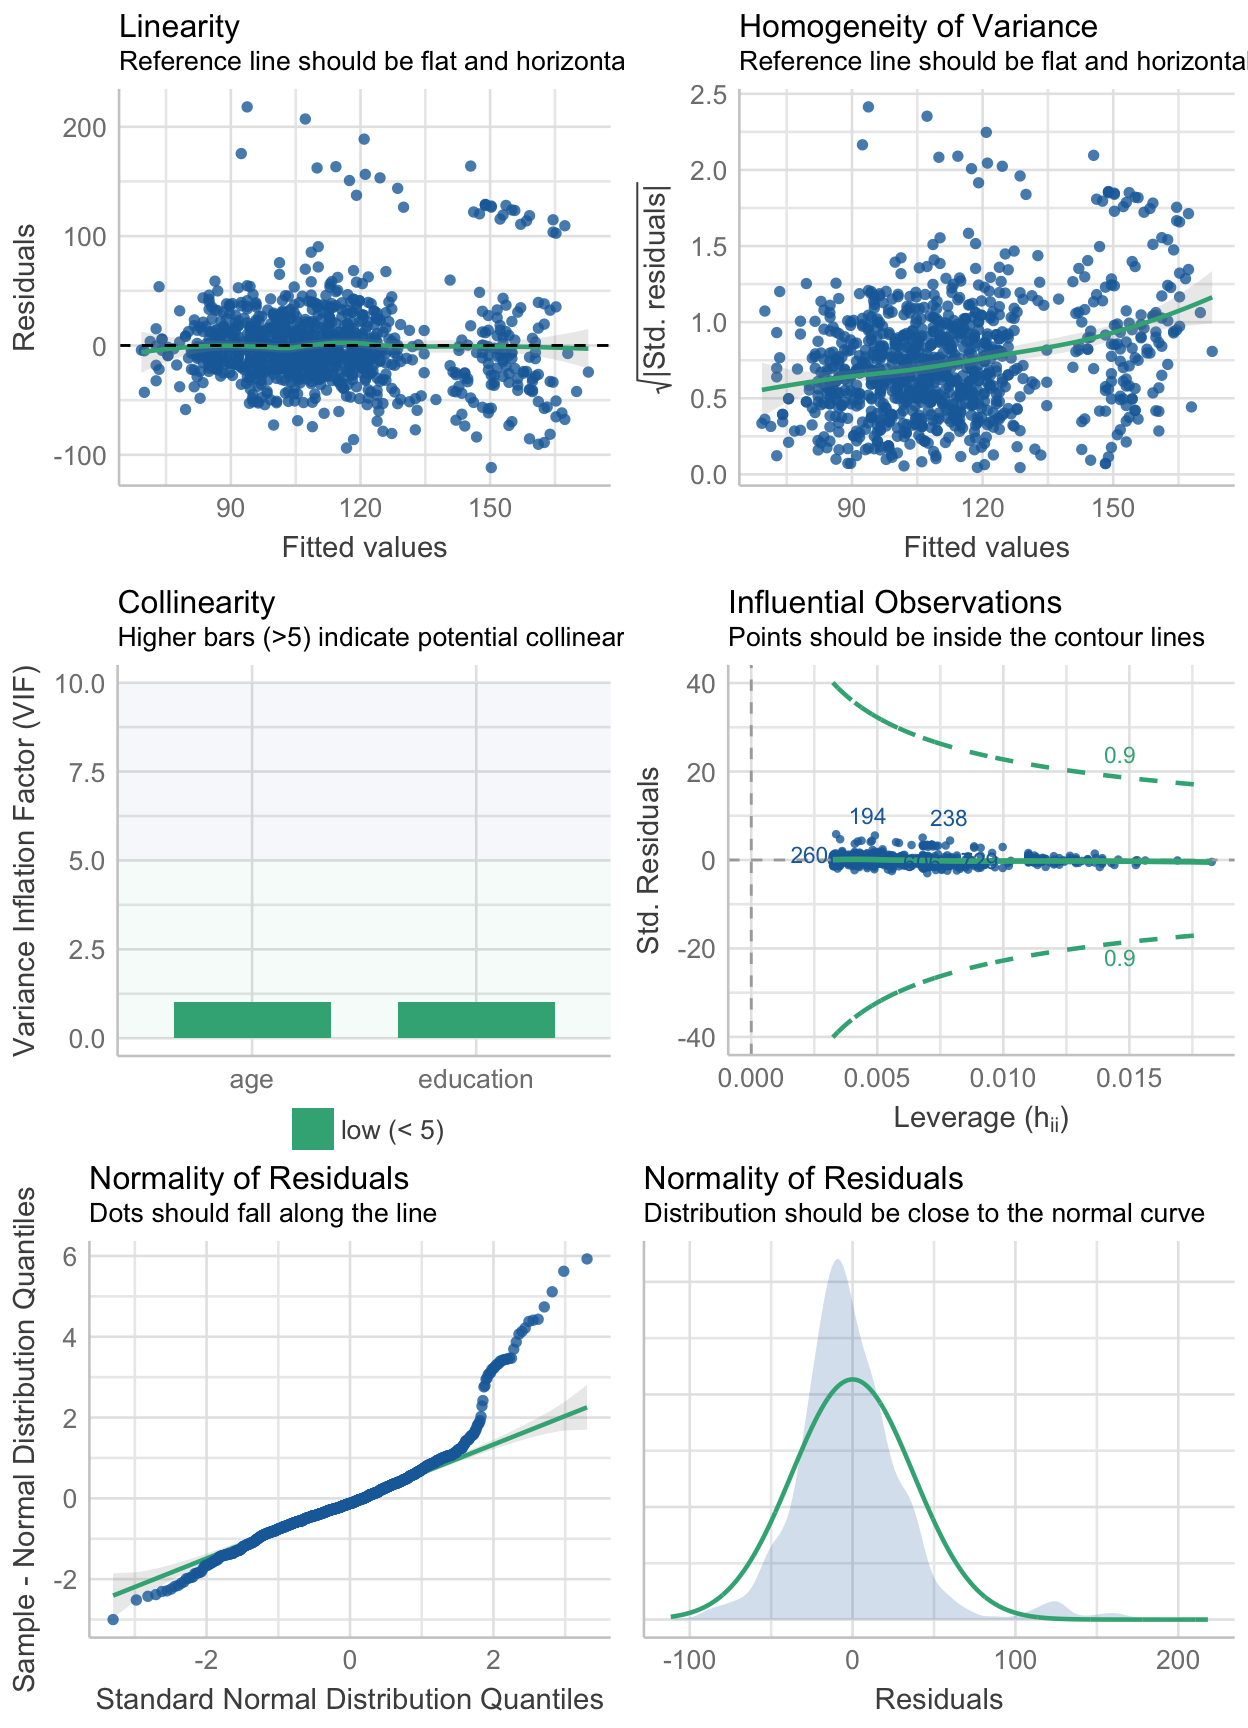 Linearity
Reference line should be flat and horizonta
Residuals
200
100
0
-100
90
120
150
Fitted values
Homogeneity of Variance
Reference line should be flat and horizontal
√|Std. residuals|
2.5
2.0
1.5
1.0
0.5
0.0
90
120
150
Fitted values
Collinearity
Higher bars (>5) indicate potential collinear
Variance Inflation Factor (VIF)
10.0
7.5
5.0
2.5
0.0
age
education
low (< 5)
Influential Observations
Points should be inside the contour lines
Std. Residuals
40
20
0
-20
-40
0.9
194
238
260
606
729
0.9
0.000
0.005
0.010
0.015
Leverage (hᵢᵢ)
Normality of Residuals
Dots should fall along the line
Sample - Normal Distribution Quantiles
6
4
2
0
-2
-2
0
2
Standard Normal Distribution Quantiles
Normality of Residuals
Distribution should be close to the normal curve
-100
0
100
200
Residuals